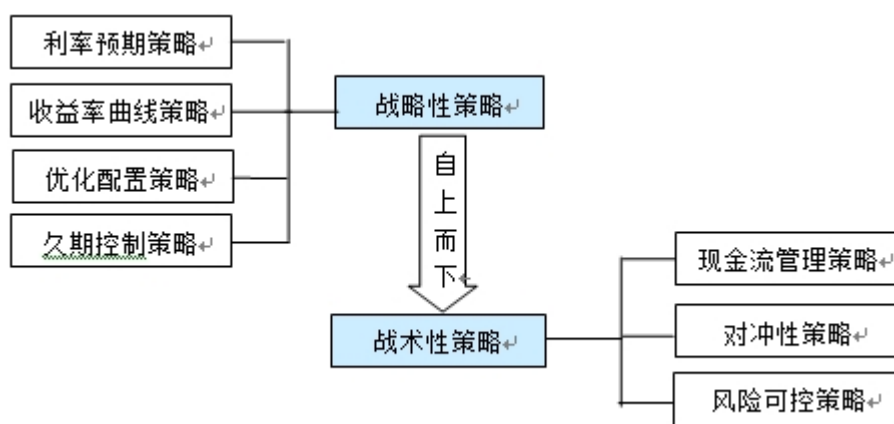 利率预期策略
收益率曲线策略
优化配置策略
久期控制策略
战略性策略
自
上
而
下
战术性策略
现金流管理策略
对冲性策略
风险可控策略